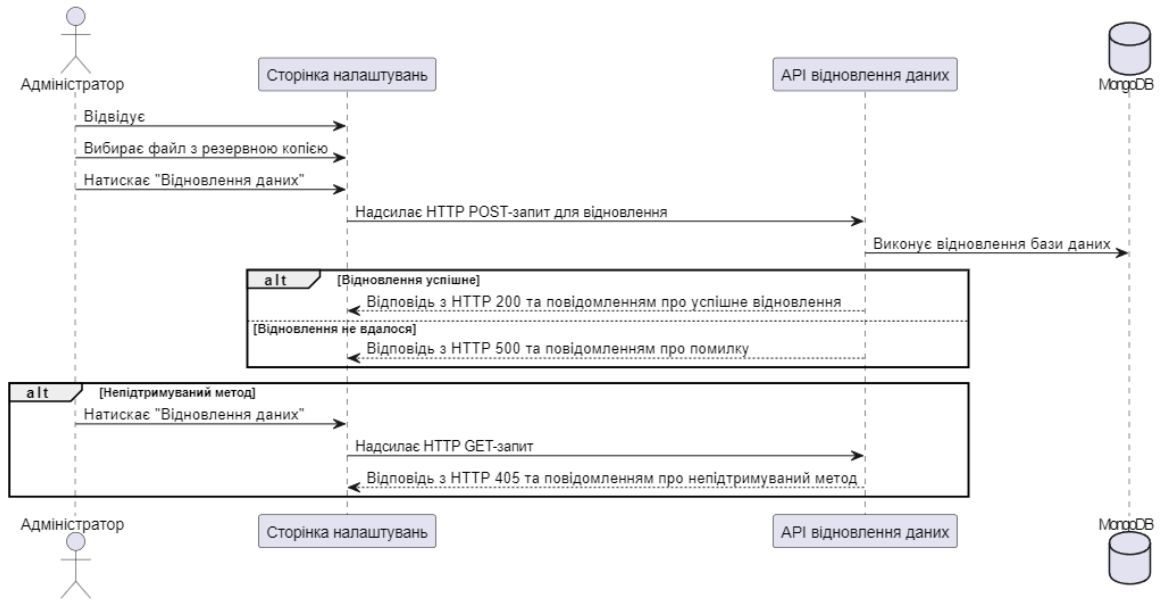 Адміністратор
Сторінка налаштувань
API відновлення даних
MongoDB
Відвідує
Вибирає файл з резервною копією
Натискає "Відновлення даних"
Надсилає HTTP POST-запит для відновлення
Виконує відновлення бази даних
alt [Відновлення успішне]
Відповідь з HTTP 200 та повідомленням про успішне відновлення
[Відновлення не вдалося]
Відповідь з HTTP 500 та повідомленням про помилку
alt [Непідтримуваний метод]
Натискає "Відновлення даних"
Надсилає HTTP GET-запит
Відповідь з HTTP 405 та повідомленням про непідтримуваний метод
Адміністратор
Сторінка налаштувань
API відновлення даних
MongoDB